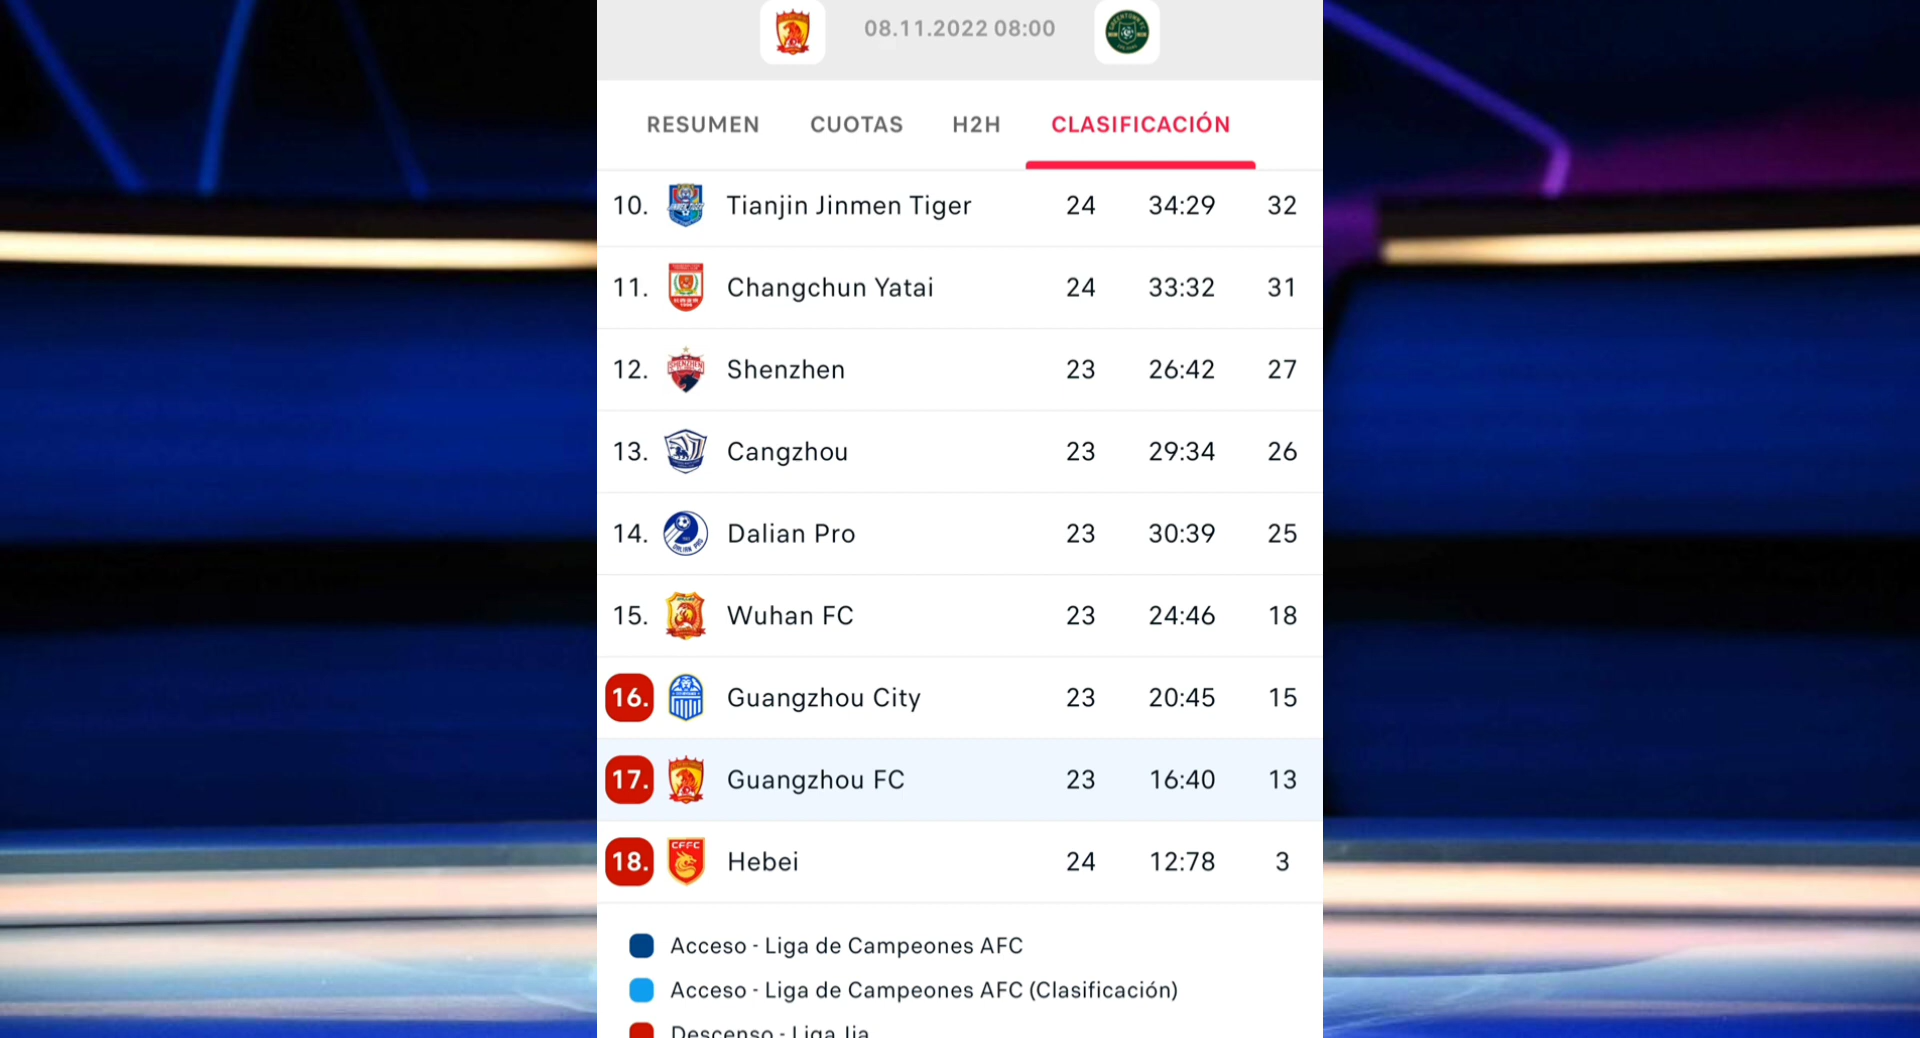 08.11.2022 08:00
RESUMEN CUOTAS H2H CLASIFICACIÓN
10. Tianjin Jinmen Tiger 24 34:29 32
11. Changchun Yatai 24 33:32 31
12. Shenzhen 23 26:42 27
13. Cangzhou 23 29:34 26
14. Dalian Pro 23 30:39 25
15. Wuhan FC 23 24:46 18
16. Guangzhou City 23 20:45 15
17. Guangzhou FC 23 16:40 13
CFFC
18. Hebei 24 12:78 3
Acceso - Liga de Campeones AFC
Acceso - Liga de Campeones AFC (Clasificación)
Descenso - Liga Jia